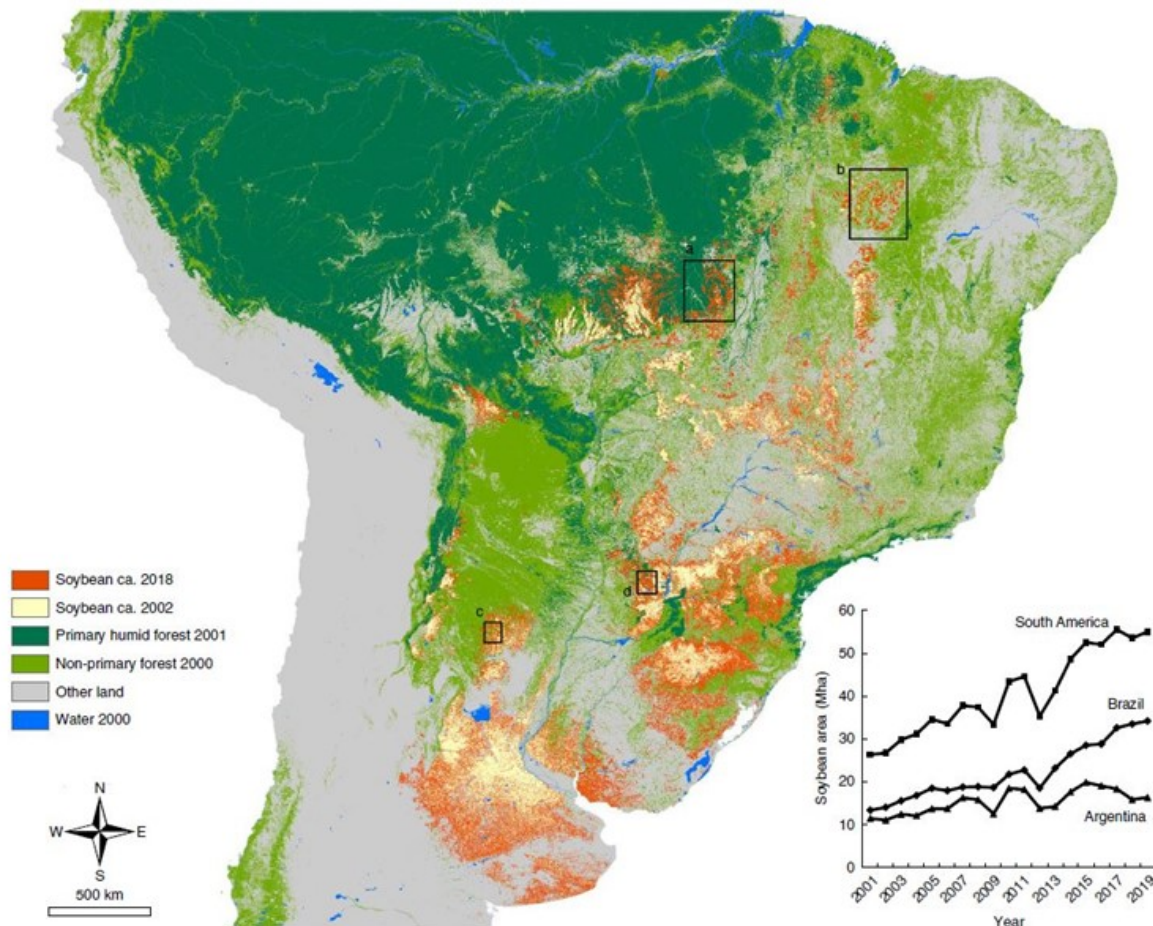 b
a
c
d
Soybean ca. 2018
Soybean ca. 2002
Primary humid forest 2001
Non-primary forest 2000
Other land
Water 2000
N
W E
S
500 km
Soybean area (Mha)
60
50
40
30
20
10
0
South America
Brazil
Argentina
2001
2003
2005
2007
2009
2011
2013
2015
2017
2019
Year